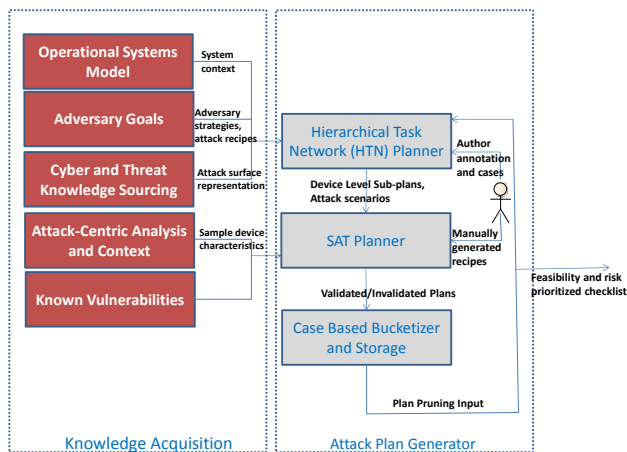 Operational Systems
Model
System
context
Adversary Goals
Adversary
strategies,
attack recipes
Cyber and Threat
Knowledge Sourcing
Attack surface
representation
Attack-Centric Analysis
and Context
Sample device
characteristics
Known Vulnerabilities
Knowledge Acquisition
Hierarchical Task
Network (HTN) Planner
Author
annotation
and cases
Device Level Sub-plans,
Attack scenarios
SAT Planner
Manually
generated
recipes
Validated/Invalidated Plans
Case Based Bucketizer
and Storage
Plan Pruning Input
Attack Plan Generator
Feasibility and risk
prioritized checklist